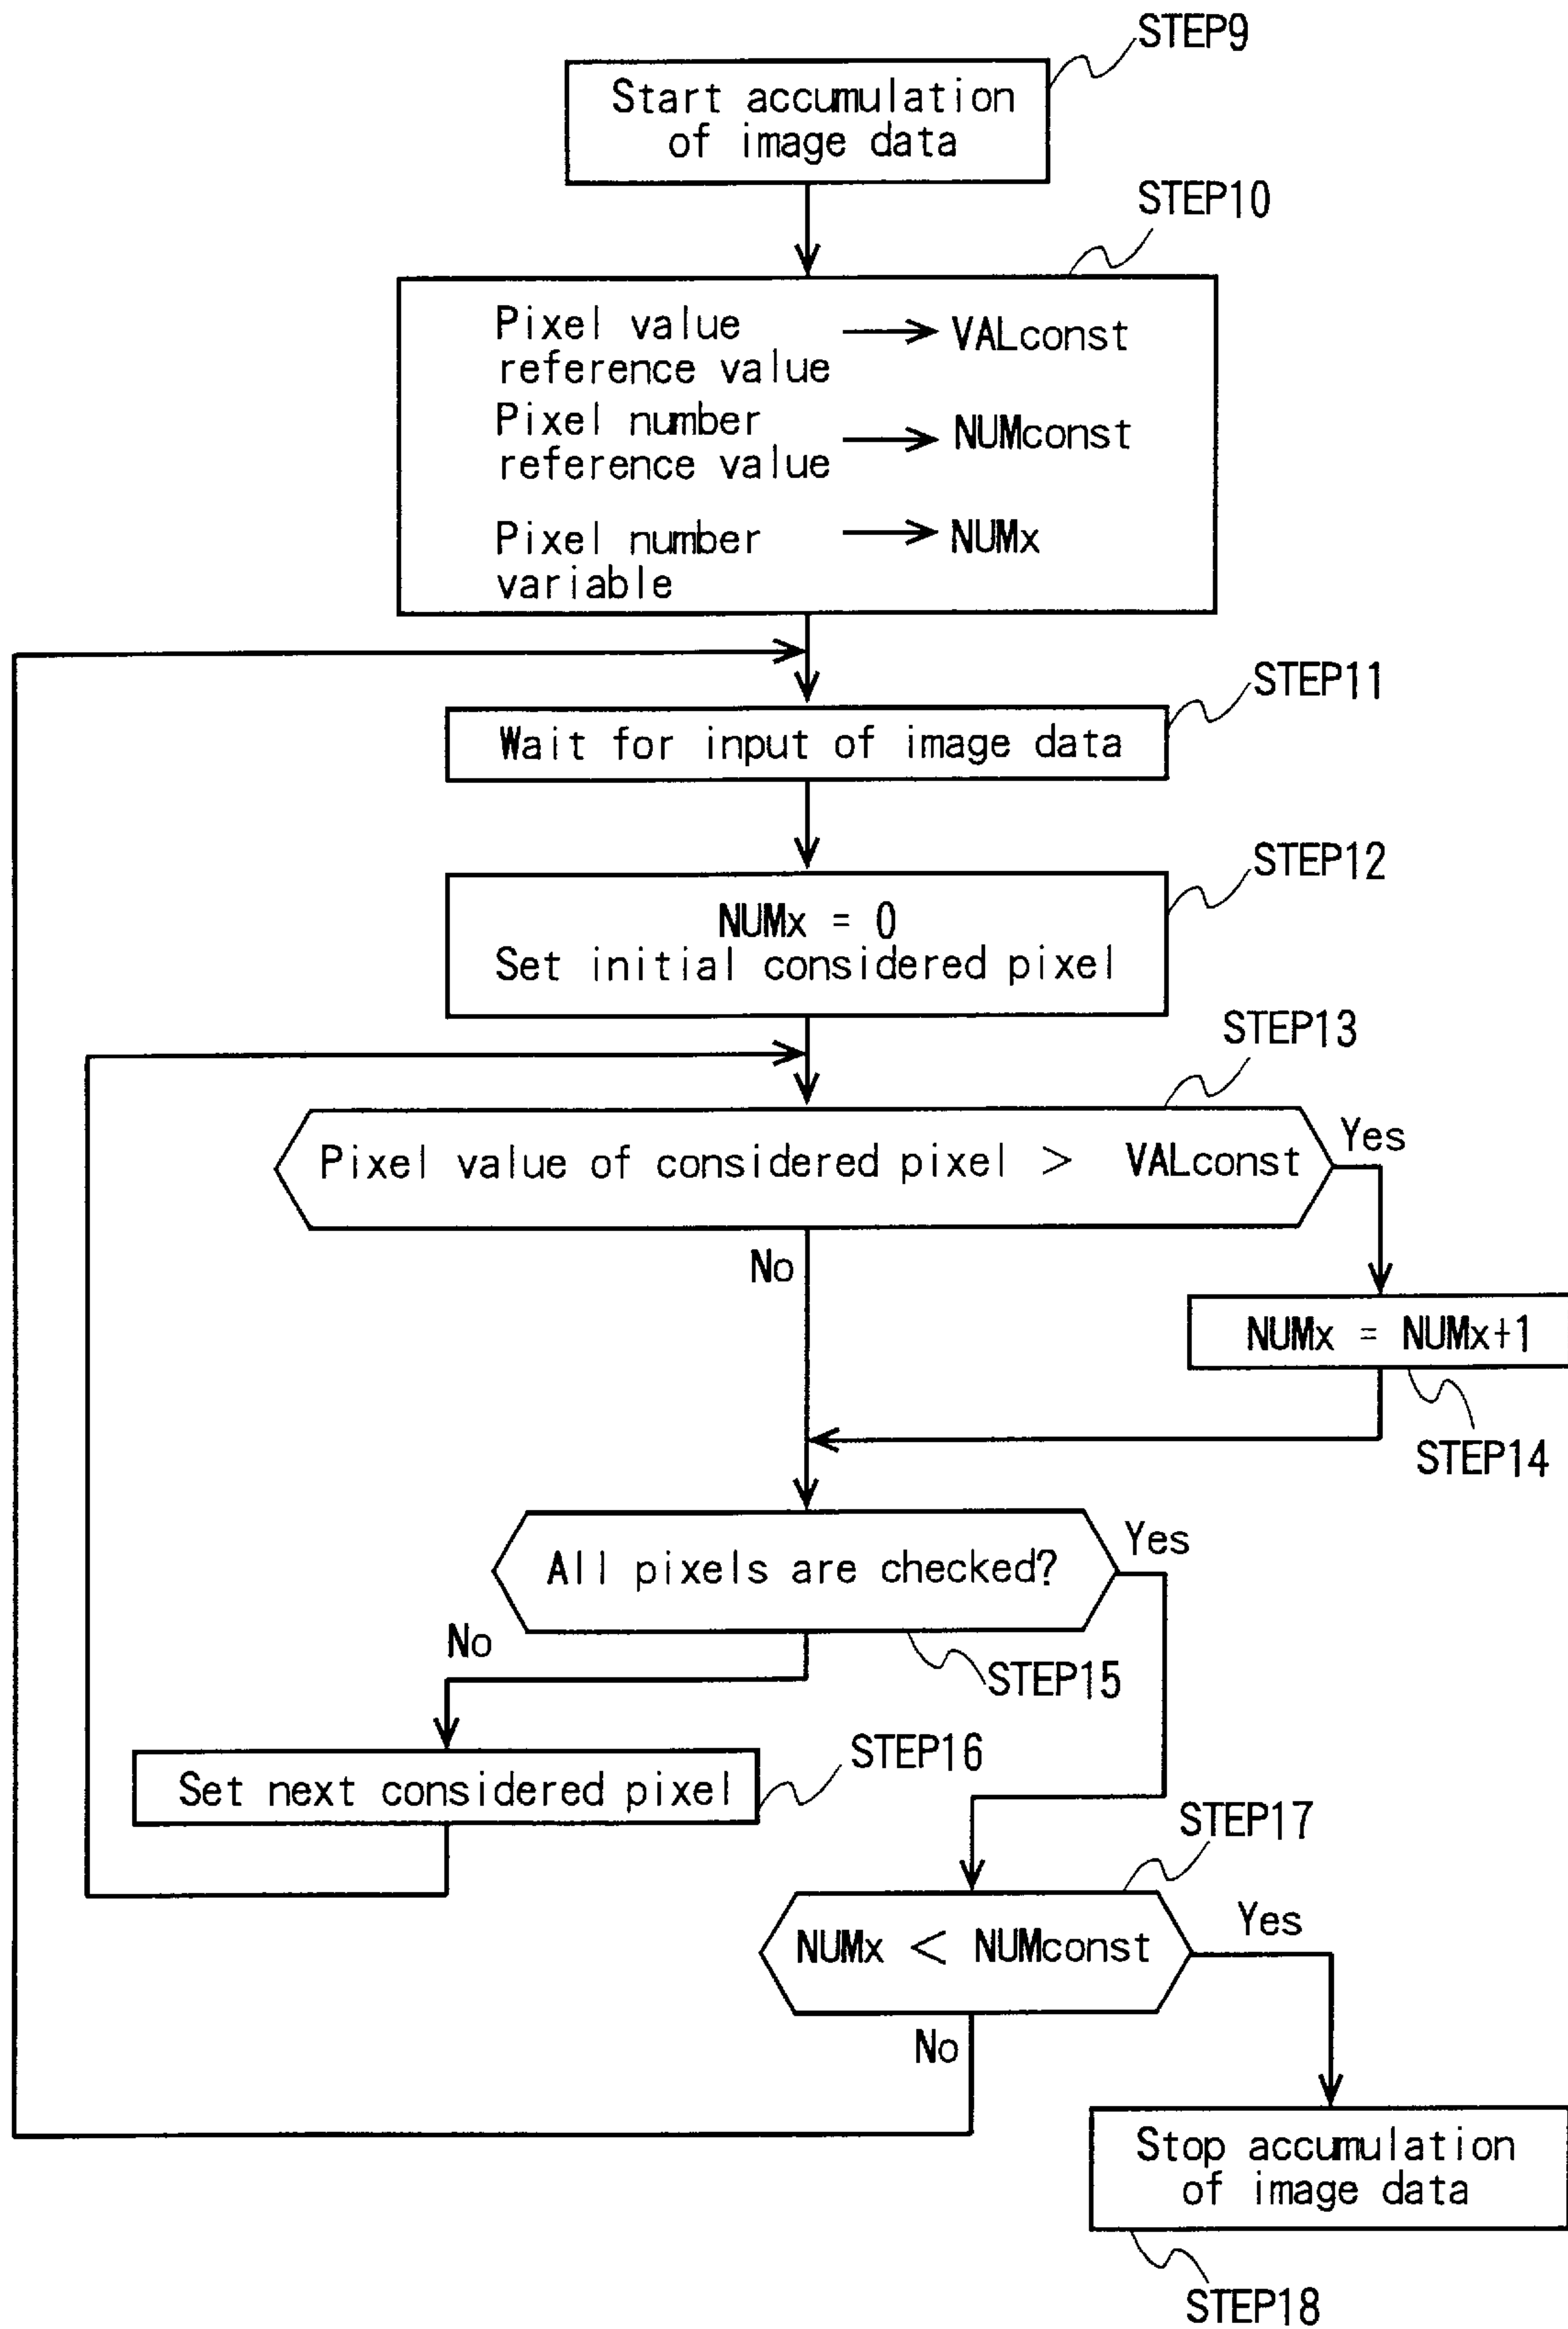 STEP9
Start accumulation
of image data
STEP10
Pixel value
reference value
VALconst
Pixel number
reference value
NUMconst
Pixel number
variable
NUMx
STEP11
Wait for input of image data
STEP12
NUMx = 0
Set initial considered pixel
STEP13
Pixel value of considered pixel > VALconst
Yes
No
NUMx = NUMx+1
STEP14
All pixels are checked?
Yes
No
STEP15
STEP16
Set next considered pixel
STEP17
NUMx < NUMconst
Yes
No
Stop accumulation
of image data
STEP18